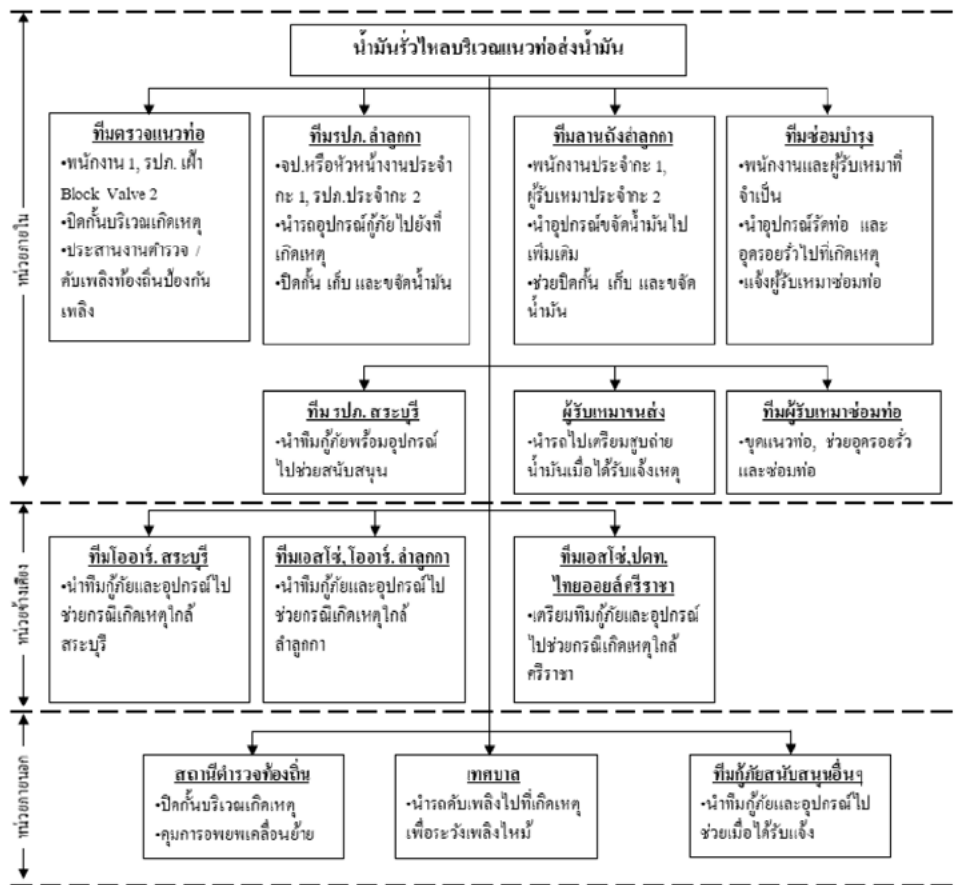 น้ำมันรั่วไหลบริเวณแนวท่อส่งน้ำมัน
หน่วยภายใน
ทีมตรวจแนวท่อ
•พนักงาน 1, รปภ. เฝ้า
Block Valve 2
•ปิดกั้นบริเวณเกิดเหตุ
•ประสานงานตำรวจ /
ดับเพลิงท้องถิ่นป้องกัน
เพลิง
ทีมรปภ. ลำลูกกา
•จป.หรือหัวหน้างานประจำ
กะ 1, รปภ.ประจำกะ 2
•นำรถอุปกรณ์กู้ภัยไปยังที่
เกิดเหตุ
•ปิดกั้น เก็บ และขจัดน้ำมัน
ทีมลานถังลำลูกกา
•พนักงานประจำกะ 1,
ผู้รับเหมาประจำกะ 2
•นำอุปกรณ์ขจัดน้ำมันไป
เพิ่มเติม
•ช่วยปิดกั้น เก็บ และขจัด
น้ำมัน
ทีมซ่อมบำรุง
•พนักงานและผู้รับเหมาที่
จำเป็น
•นำอุปกรณ์รัดท่อ และ
อุดรอยรั่วไปที่เกิดเหตุ
•แจ้งผู้รับเหมาซ่อมท่อ
ทีม รปภ. สระบุรี
•นำทีมกู้ภัยพร้อมอุปกรณ์
ไปช่วยสนับสนุน
ผู้รับเหมาขนส่ง
•นำรถไปเตรียมสูบถ่าย
น้ำมันเมื่อได้รับแจ้งเหตุ
ทีมผู้รับเหมาซ่อมท่อ
•ขุดแนวท่อ, ช่วยอุดรอยรั่ว
และซ่อมท่อ
หน่วยข้างเคียง
ทีมโออาร์. สระบุรี
•นำทีมกู้ภัยและอุปกรณ์ไป
ช่วยกรณีเกิดเหตุใกล้
สระบุรี
ทีมเอสโซ่,โออาร์. ลำลูกกา
•นำทีมกู้ภัยและอุปกรณ์ไป
ช่วยกรณีเกิดเหตุใกล้
ลำลูกกา
ทีมเอสโซ่,ปตท.
ไทยออยล์ศรีราชา
•เตรียมทีมกู้ภัยและอุปกรณ์
ไปช่วยกรณีเกิดเหตุใกล้
ศรีราชา
หน่วยภายนอก
สถานีตำรวจท้องถิ่น
•ปิดกั้นบริเวณเกิดเหตุ
•คุมการอพยพเคลื่อนย้าย
เทศบาล
•นำรถดับเพลิงไปที่เกิดเหตุ
เพื่อระวังเพลิงไหม้
ทีมกู้ภัยสนับสนุนอื่นๆ
•นำทีมกู้ภัยและอุปกรณ์ไป
ช่วยเมื่อได้รับแจ้ง